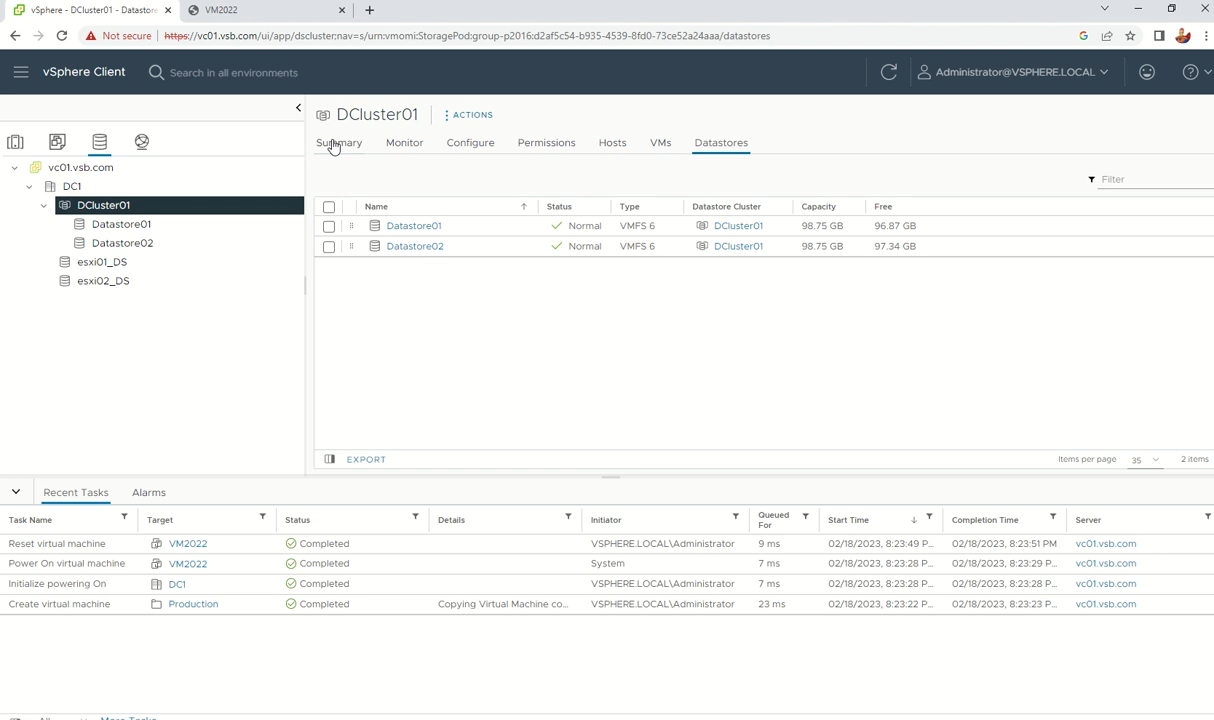 vSphere - DCluster01 - Datastore
VM2022
Not secure
https://vc01.vsb.com/ui/app/dscluster;nav=s/urn:vmomi:StoragePod:group-p2016:d2af5c54-b935-4539-8fd0-73ce52a24aaa/datastores
vSphere Client
Search in all environments
Administrator@VSPHERE.LOCAL
vc01.vsb.com
DC1
DCluster01
Datastore01
Datastore02
esxi01_DS
esxi02_DS
DCluster01
ACTIONS
Summary Monitor Configure Permissions Hosts VMs Datastores
Filter
Name Status Type Datastore Cluster Capacity Free
Datastore01 Normal VMFS 6 DCluster01 98.75 GB 96.87 GB
Datastore02 Normal VMFS 6 DCluster01 98.75 GB 97.34 GB
EXPORT
Items per page 35 2 items
Recent Tasks Alarms
Task Name Target Status Details Initiator Queued For Start Time Completion Time Server
Reset virtual machine VM2022 Completed VSPHERE.LOCAL\Administrator 9 ms 02/18/2023, 8:23:49 P... 02/18/2023, 8:23:51 PM vc01.vsb.com
Power On virtual machine VM2022 Completed System 7 ms 02/18/2023, 8:23:28 P... 02/18/2023, 8:23:29 P... vc01.vsb.com
Initialize powering On DC1 Completed VSPHERE.LOCAL\Administrator 7 ms 02/18/2023, 8:23:28 P... 02/18/2023, 8:23:28 P... vc01.vsb.com
Create virtual machine Production Completed Copying Virtual Machine co... VSPHERE.LOCAL\Administrator 23 ms 02/18/2023, 8:23:22 P... 02/18/2023, 8:23:23 P... vc01.vsb.com